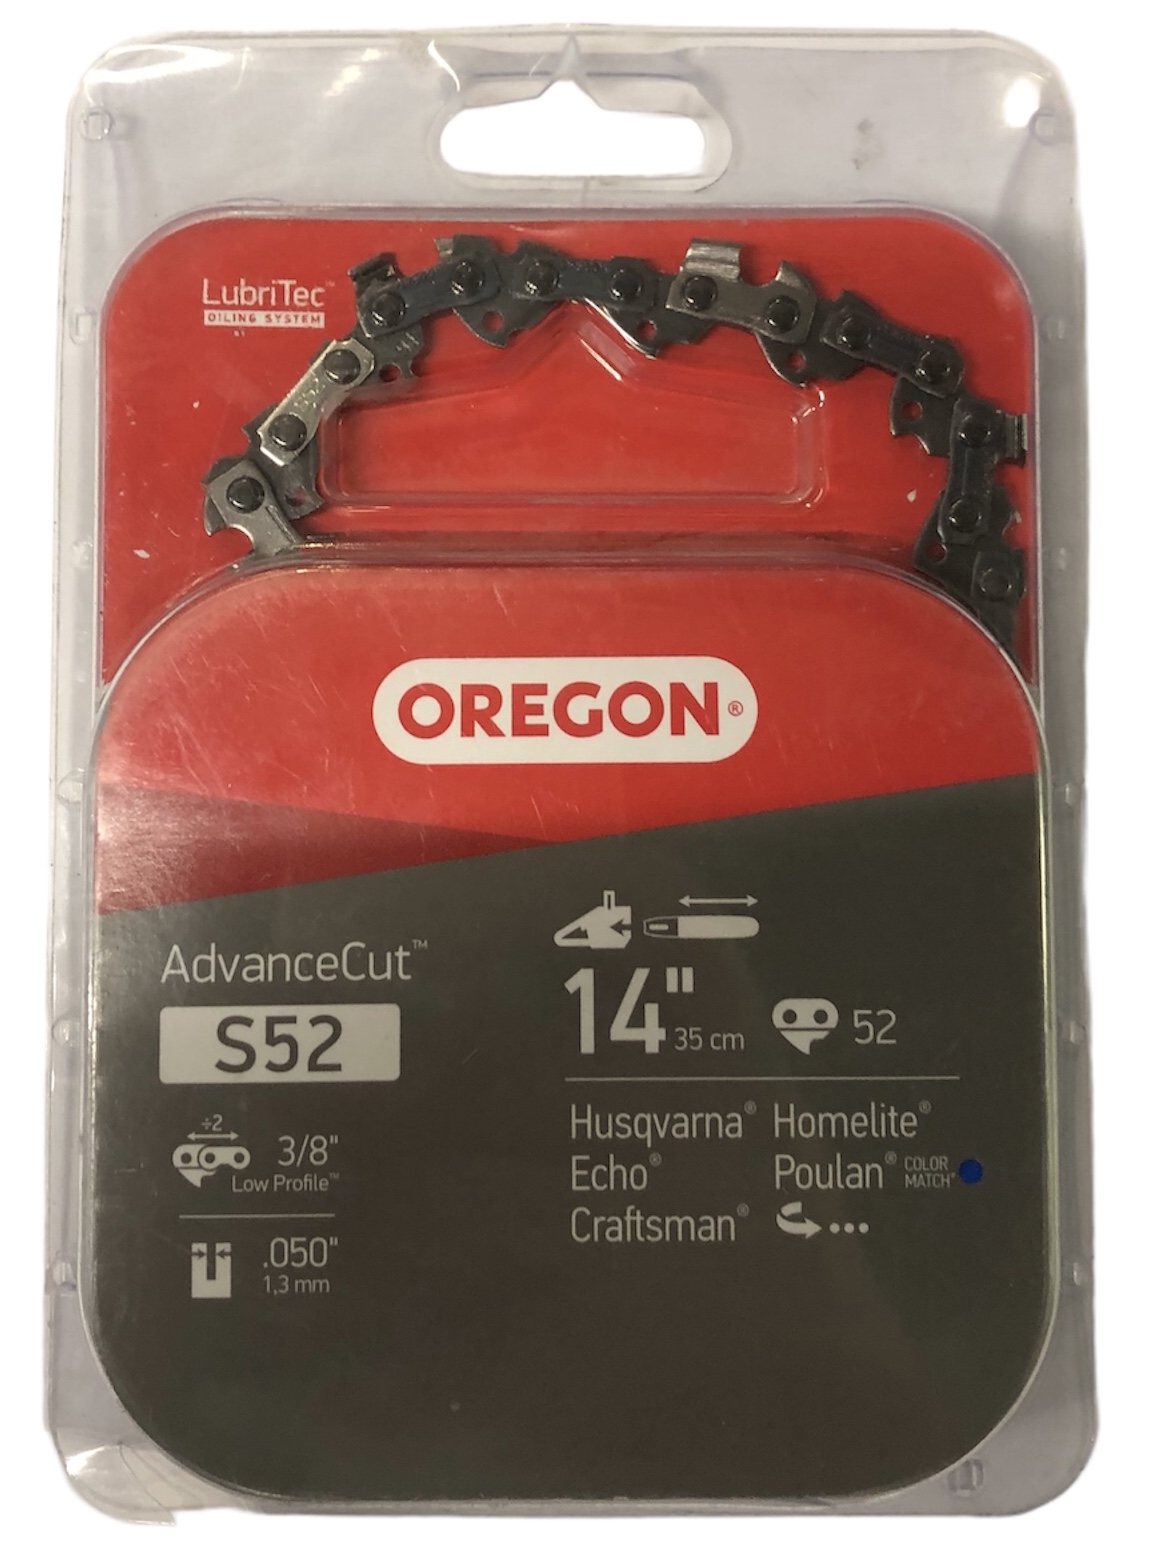 LubriTec™
OILING SYSTEM
OREGON®
AdvanceCut™
S52
÷2
3/8"
Low Profile™
.050"
1,3 mm
14" 35 cm
52
Husqvarna® Homelite®
Echo® Poulan® COLOR MATCH®
Craftsman® ...